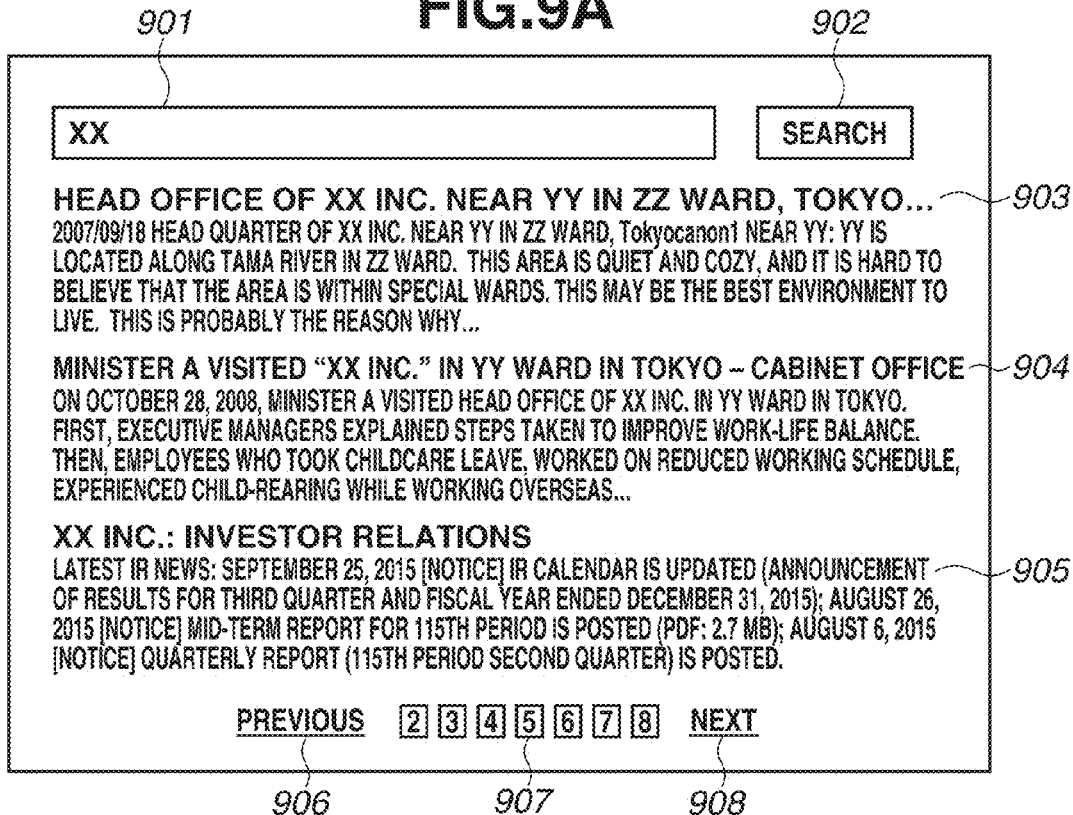 FIG.9A
901 902
XX SEARCH
HEAD OFFICE OF XX INC. NEAR YY IN ZZ WARD, TOKYO... 903
2007/09/18 HEAD QUARTER OF XX INC. NEAR YY IN ZZ WARD, Tokyocanon1 NEAR YY: YY IS
LOCATED ALONG TAMA RIVER IN ZZ WARD. THIS AREA IS QUIET AND COZY, AND IT IS HARD TO
BELIEVE THAT THE AREA IS WITHIN SPECIAL WARDS. THIS MAY BE THE BEST ENVIRONMENT TO
LIVE. THIS IS PROBABLY THE REASON WHY...
MINISTER A VISITED “XX INC.” IN YY WARD IN TOKYO – CABINET OFFICE 904
ON OCTOBER 28, 2008, MINISTER A VISITED HEAD OFFICE OF XX INC. IN YY WARD IN TOKYO.
FIRST, EXECUTIVE MANAGERS EXPLAINED STEPS TAKEN TO IMPROVE WORK-LIFE BALANCE.
THEN, EMPLOYEES WHO TOOK CHILDCARE LEAVE, WORKED ON REDUCED WORKING SCHEDULE,
EXPERIENCED CHILD-REARING WHILE WORKING OVERSEAS...
XX INC.: INVESTOR RELATIONS
LATEST IR NEWS: SEPTEMBER 25, 2015 [NOTICE] IR CALENDAR IS UPDATED (ANNOUNCEMENT 905
OF RESULTS FOR THIRD QUARTER AND FISCAL YEAR ENDED DECEMBER 31, 2015); AUGUST 26,
2015 [NOTICE] MID-TERM REPORT FOR 115TH PERIOD IS POSTED (PDF: 2.7 MB); AUGUST 6, 2015
[NOTICE] QUARTERLY REPORT (115TH PERIOD SECOND QUARTER) IS POSTED.
PREVIOUS 2 3 4 5 6 7 8 NEXT
906 907 908